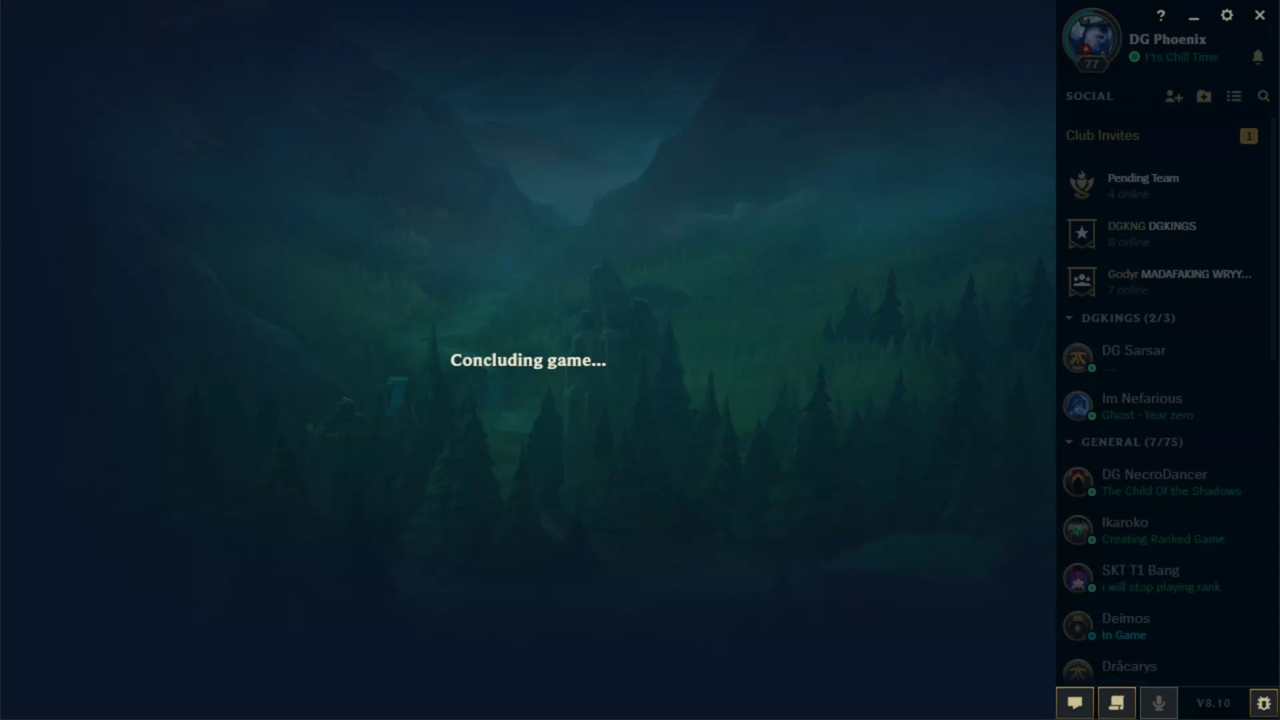 ?
DG Phoenix
I'ts Chill Time
77
SOCIAL
Club Invites
1
Pending Team
4 online
DGKNG DGKINGS
6 online
Godyr MADAFAKING WRYY...
7 online
DGKINGS (2/3)
DG Sarsar
....
Im Nefarious
Ghost - Year zero
GENERAL (7/75)
DG NecroDancer
The Child Of the Shadows
Ikaroko
Creating Ranked Game
SKT T1 Bang
i will stop playing rank
Deimos
In Game
Dråcarys
V8.10
Concluding game...